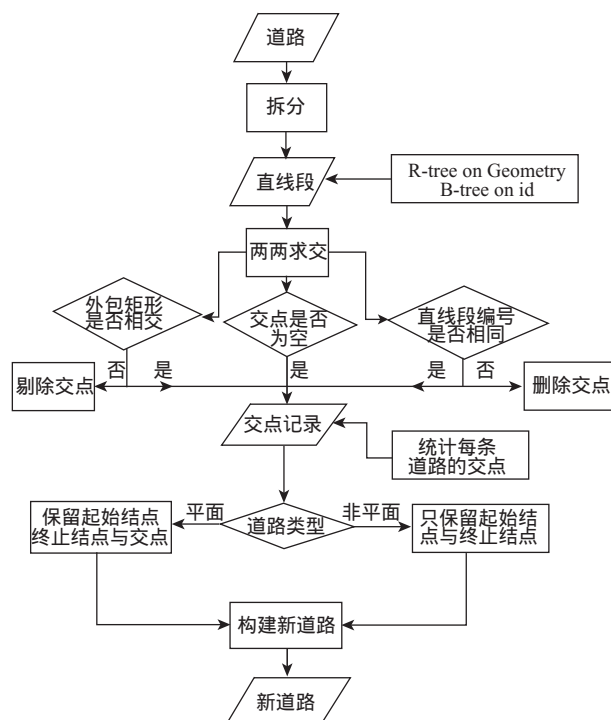 道路
拆分
直线段
R-tree on Geometry
B-tree on id
两两求交
外包矩形
是否相交
交点是否
为空
直线段编号
是否相同
否
是
是
是
否
剔除交点
删除交点
交点记录
统计每条
道路的交点
保留起始结点
终止结点与交点
平面
道路类型
非平面
只保留起始结
点与终止结点
构建新道路
新道路